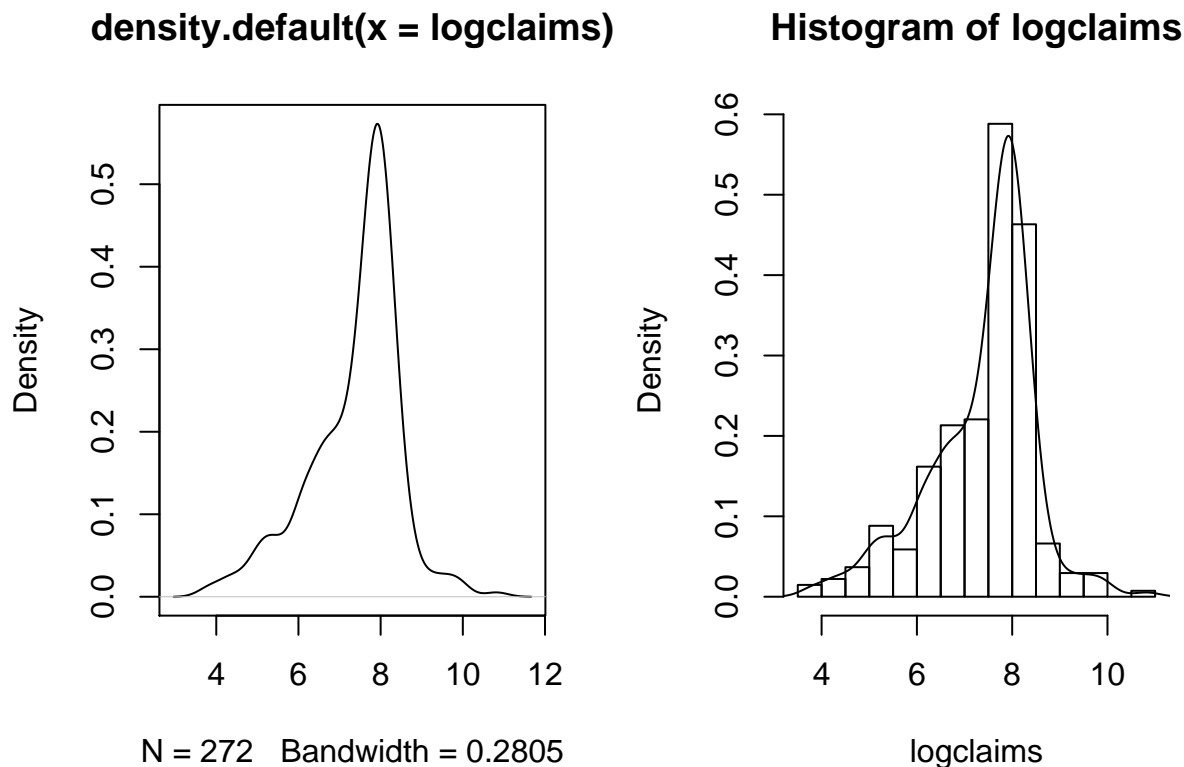 density.default(x = logclaims)
Density
0.0 0.1 0.2 0.3 0.4 0.5
4 6 8 10 12
N = 272 Bandwidth = 0.2805
Histogram of logclaims
Density
0.0 0.1 0.2 0.3 0.4 0.5 0.6
4 6 8 10
logclaims